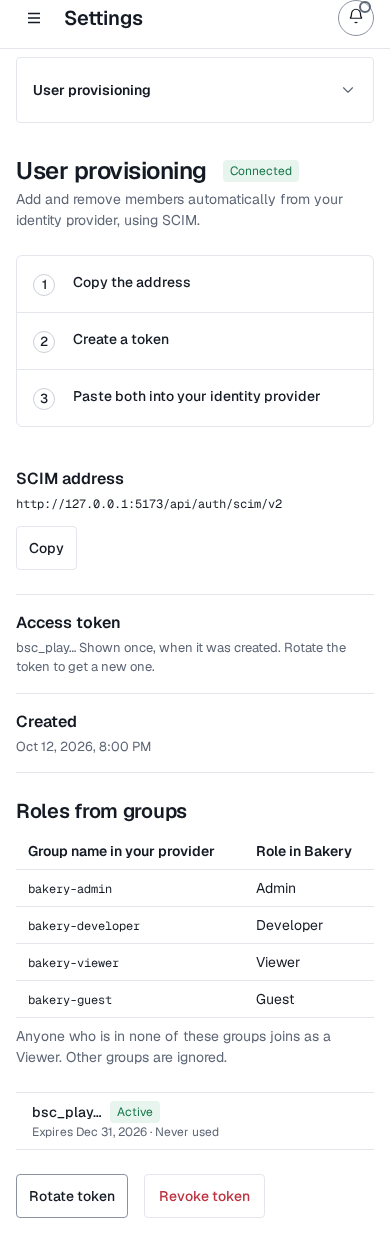 Settings
User provisioning
User provisioning Connected
Add and remove members automatically from your
identity provider, using SCIM.
1 Copy the address
2 Create a token
3 Paste both into your identity provider
SCIM address
http://127.0.0.1:5173/api/auth/scim/v2
Copy
Access token
bsc_play… Shown once, when it was created. Rotate the
token to get a new one.
Created
Oct 12, 2026, 8:00 PM
Roles from groups
Group name in your provider Role in Bakery
bakery-admin Admin
bakery-developer Developer
bakery-viewer Viewer
bakery-guest Guest
Anyone who is in none of these groups joins as a
Viewer. Other groups are ignored.
bsc_play… Active
Expires Dec 31, 2026 · Never used
Rotate token Revoke token